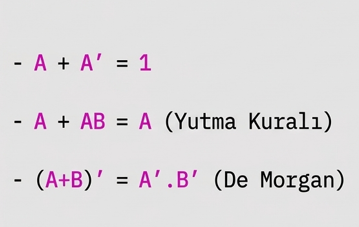 - A + A′ = 1
- A + AB = A (Yutma Kuralı)
- (A+B)′ = A′.B′ (De Morgan)